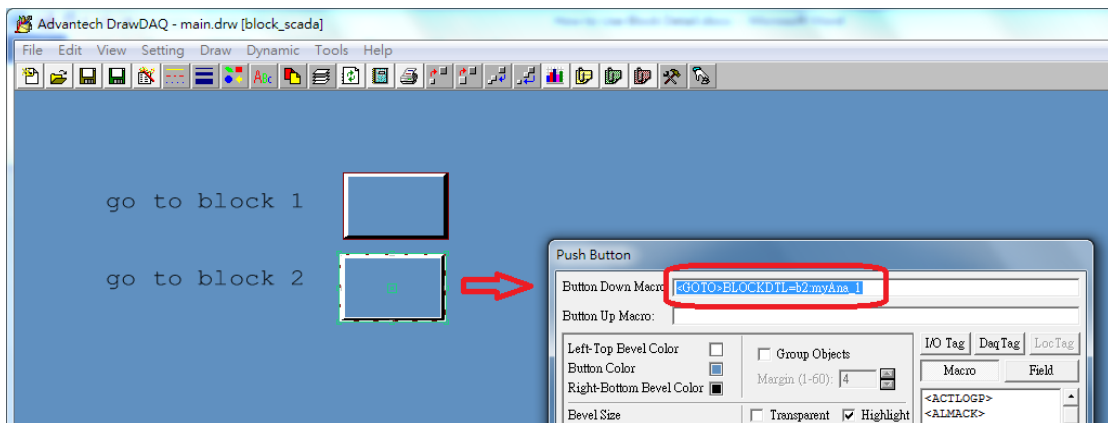 Advantech DrawDAQ - main.drw [block_scada]
File Edit View Setting Draw Dynamic Tools Help
go to block 1
go to block 2
Push Button
Button Down Macro <GOTO>BLOCKDTL=b2:myAna_1
Button Up Macro:
Left-Top Bevel Color
Button Color
Right-Bottom Bevel Color
Bevel Size
Group Objects
Margin (1-60): 4
Transparent Highlight
I/O Tag DaqTag LocTag
Macro Field
<ACTLOGP>
<ALMACK>